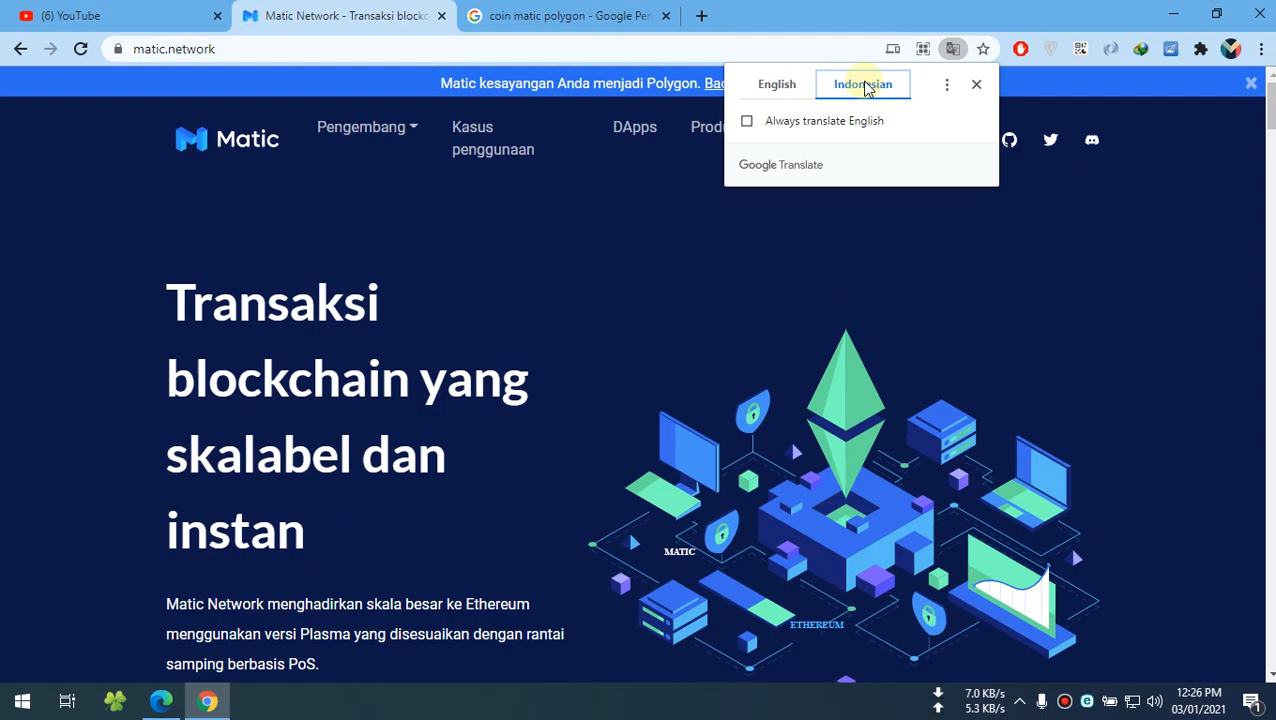 (6) YouTube
Matic Network - Transaksi blockc
coin matic polygon - Google Pen
matic.network
Matic kesayangan Anda menjadi Polygon. Bac
English
Indonesian
Always translate English
Google Translate
Matic
Pengembang
Kasus
penggunaan
DApps
Produ
Transaksi
blockchain yang
skalabel dan
instan
MATIC
ETHEREUM
Matic Network menghadirkan skala besar ke Ethereum
menggunakan versi Plasma yang disesuaikan dengan rantai
samping berbasis PoS.
7.0 KB/s
5.3 KB/s
12:26 PM
03/01/2021
1